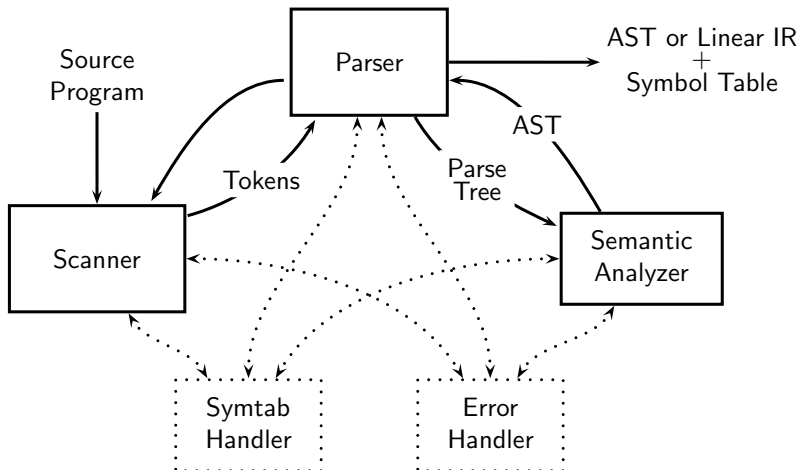 Parser
AST or Linear IR
+
Symbol Table
Source
Program
AST
Tokens
Parse
Tree
Scanner
Semantic
Analyzer
Symtab
Handler
Error
Handler